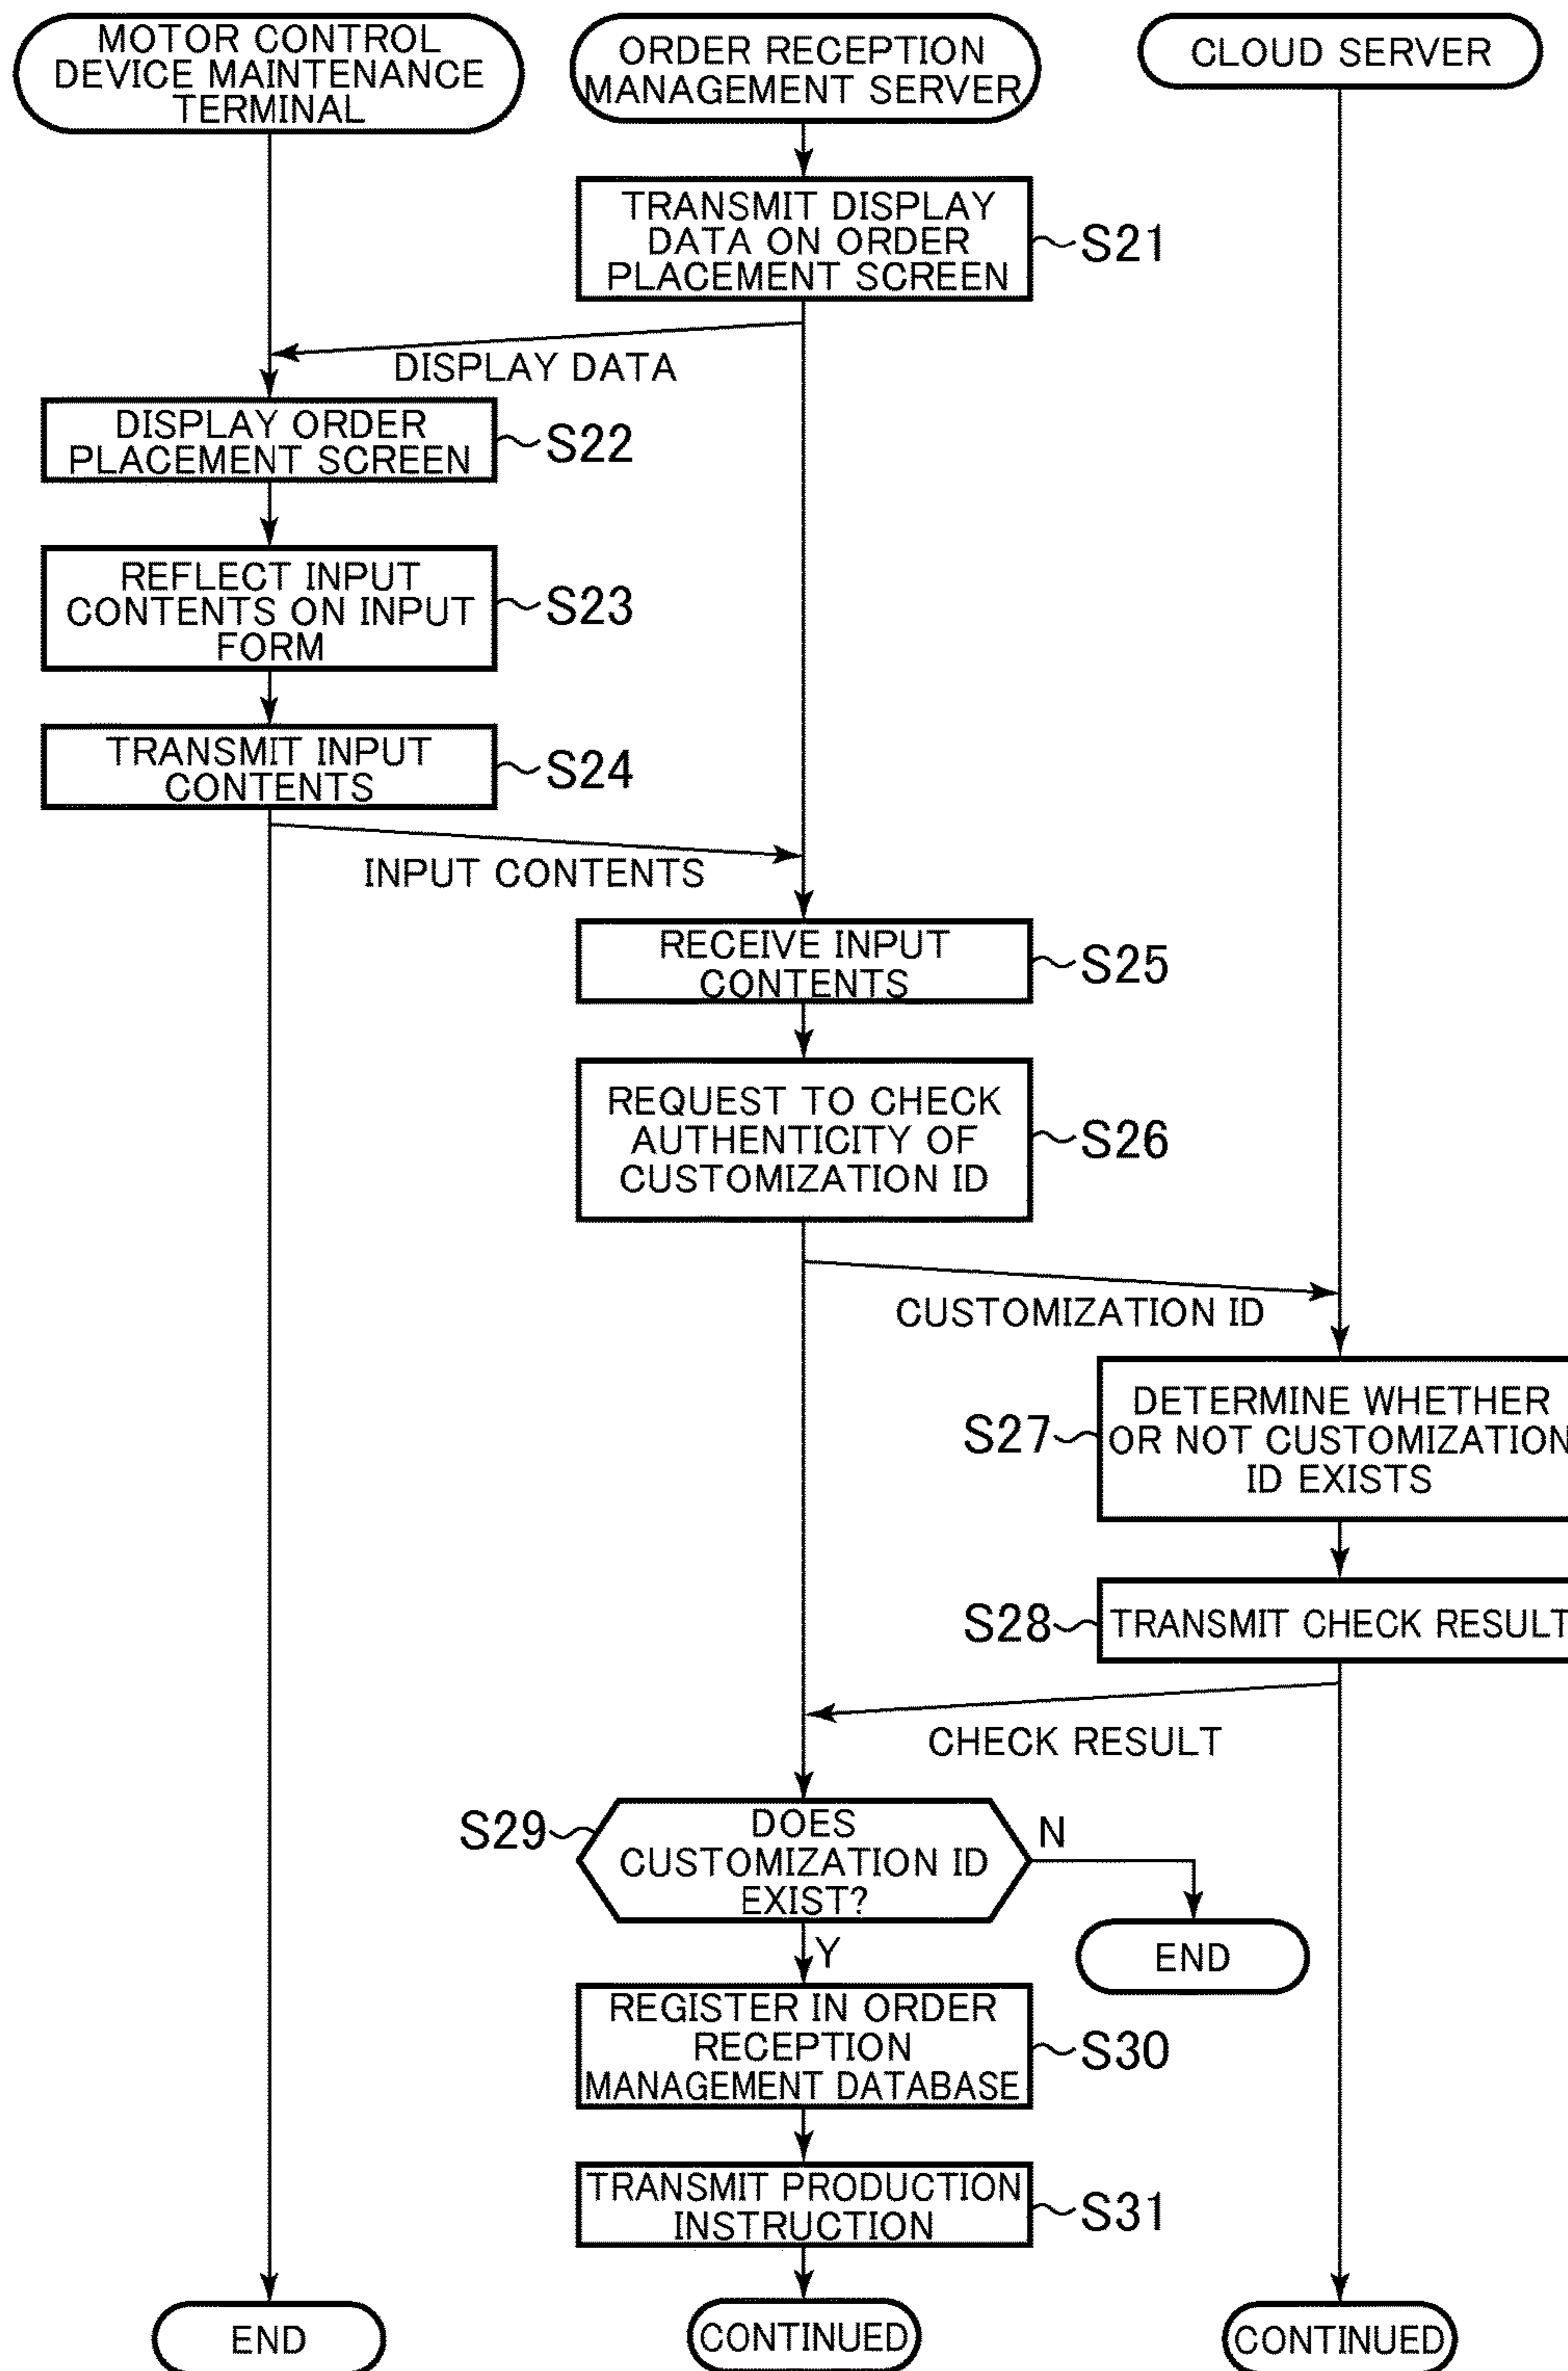 MOTOR CONTROL
DEVICE MAINTENANCE
TERMINAL
ORDER RECEPTION
MANAGEMENT SERVER
CLOUD SERVER
TRANSMIT DISPLAY
DATA ON ORDER
PLACEMENT SCREEN
S21
DISPLAY DATA
DISPLAY ORDER
PLACEMENT SCREEN
S22
REFLECT INPUT
CONTENTS ON INPUT
FORM
S23
TRANSMIT INPUT
CONTENTS
S24
INPUT CONTENTS
RECEIVE INPUT
CONTENTS
S25
REQUEST TO CHECK
AUTHENTICITY OF
CUSTOMIZATION ID
S26
CUSTOMIZATION ID
S27
DETERMINE WHETHER
OR NOT CUSTOMIZATION
ID EXISTS
S28
TRANSMIT CHECK RESULT
CHECK RESULT
S29
DOES
CUSTOMIZATION ID
EXIST?
N
END
Y
REGISTER IN ORDER
RECEPTION
MANAGEMENT DATABASE
S30
TRANSMIT PRODUCTION
INSTRUCTION
S31
END
CONTINUED
CONTINUED